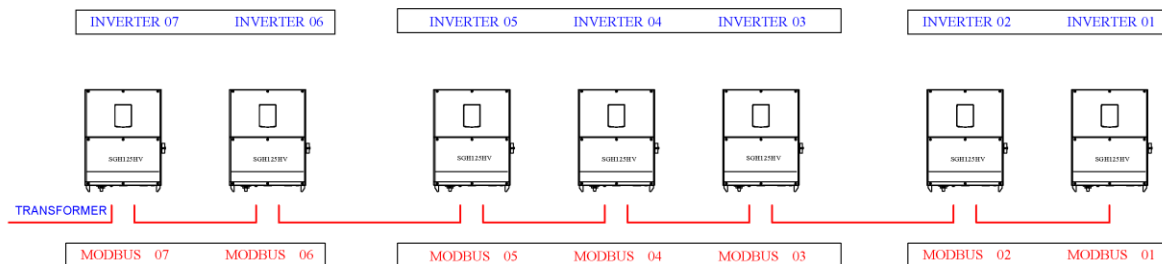 INVERTER 07 INVERTER 06 INVERTER 05 INVERTER 04 INVERTER 03 INVERTER 02 INVERTER 01
SGH125HV SGH125HV SGH125HV SGH125HV SGH125HV SGH125HV SGH125HV
TRANSFORMER
MODBUS 07 MODBUS 06 MODBUS 05 MODBUS 04 MODBUS 03 MODBUS 02 MODBUS 01